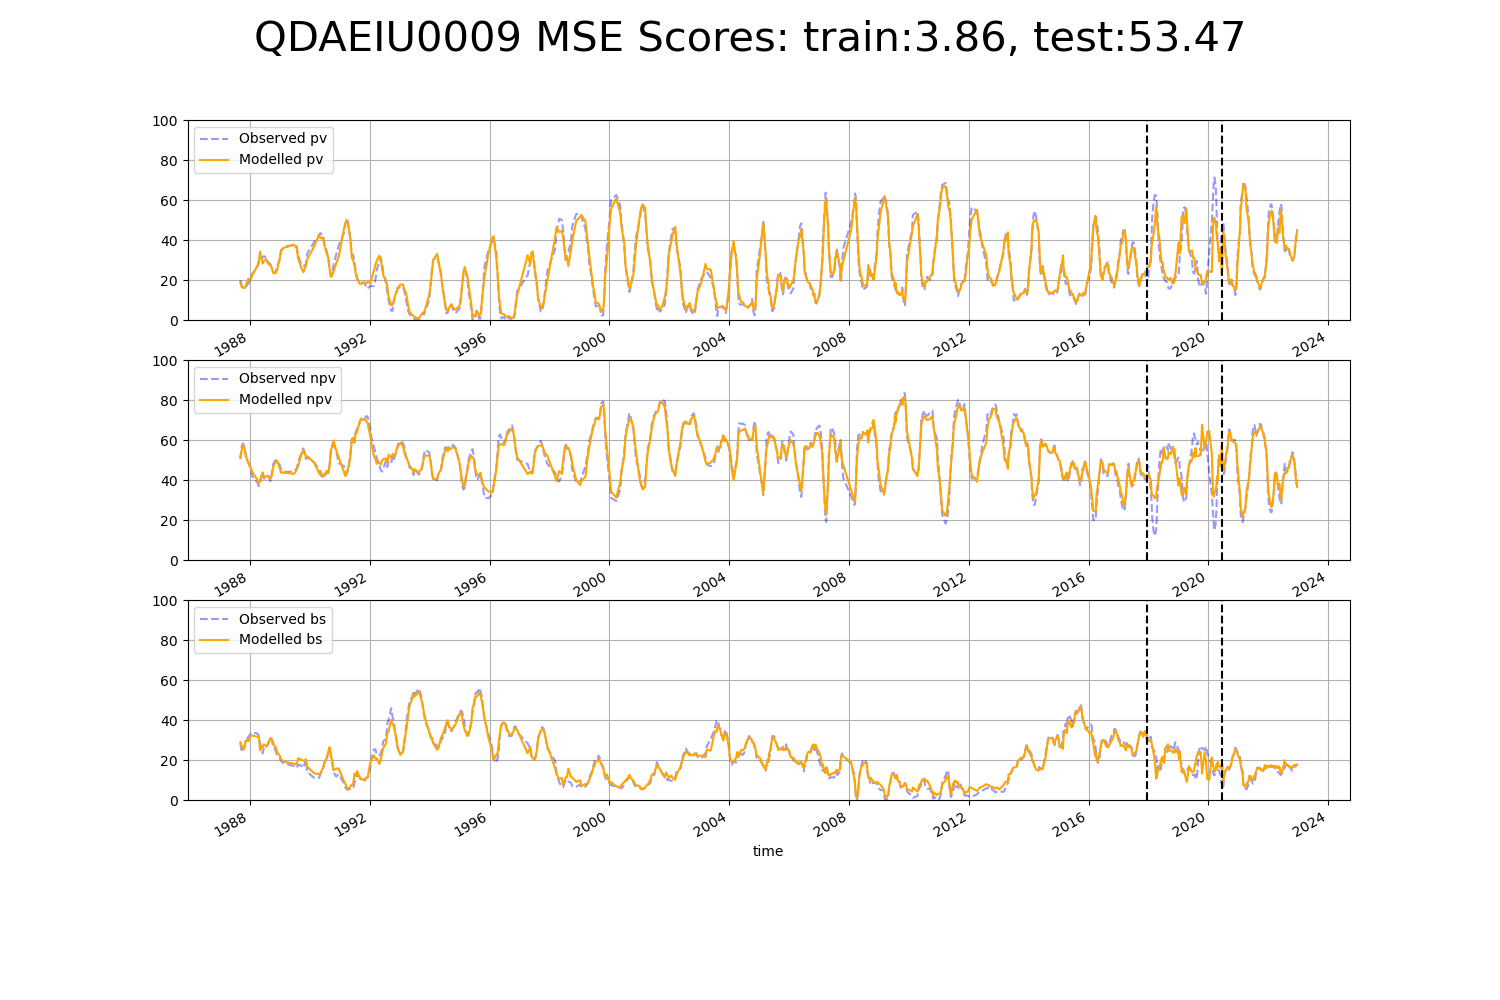 QDAEIU0009 MSE Scores: train:3.86, test:53.47
100
80
60
40
20
0
Observed pv
Modelled pv
1988 1992 1996 2000 2004 2008 2012 2016 2020 2024
100
80
60
40
20
0
Observed npv
Modelled npv
1988 1992 1996 2000 2004 2008 2012 2016 2020 2024
100
80
60
40
20
0
Observed bs
Modelled bs
1988 1992 1996 2000 2004 2008 2012 2016 2020 2024
time